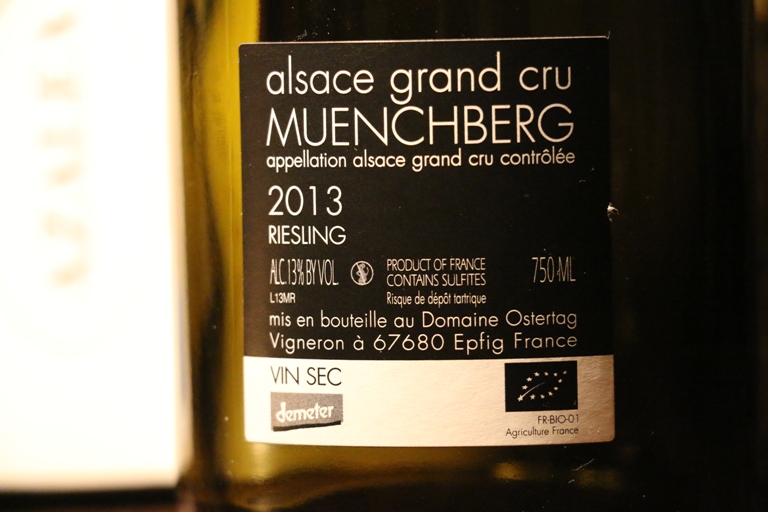 alsace grand cru
MUENCHBERG
appellation alsace grand cru contrôlée
2013
RIESLING
ALC.13% BY VOL.
L13MR
PRODUCT OF FRANCE
CONTAINS SULFITES
Risque de dépôt tartrique
750 ML
mis en bouteille au Domaine Ostertag
Vigneron à 67680 Epfig France
VIN SEC
demeter
FR-BIO-01
Agriculture France